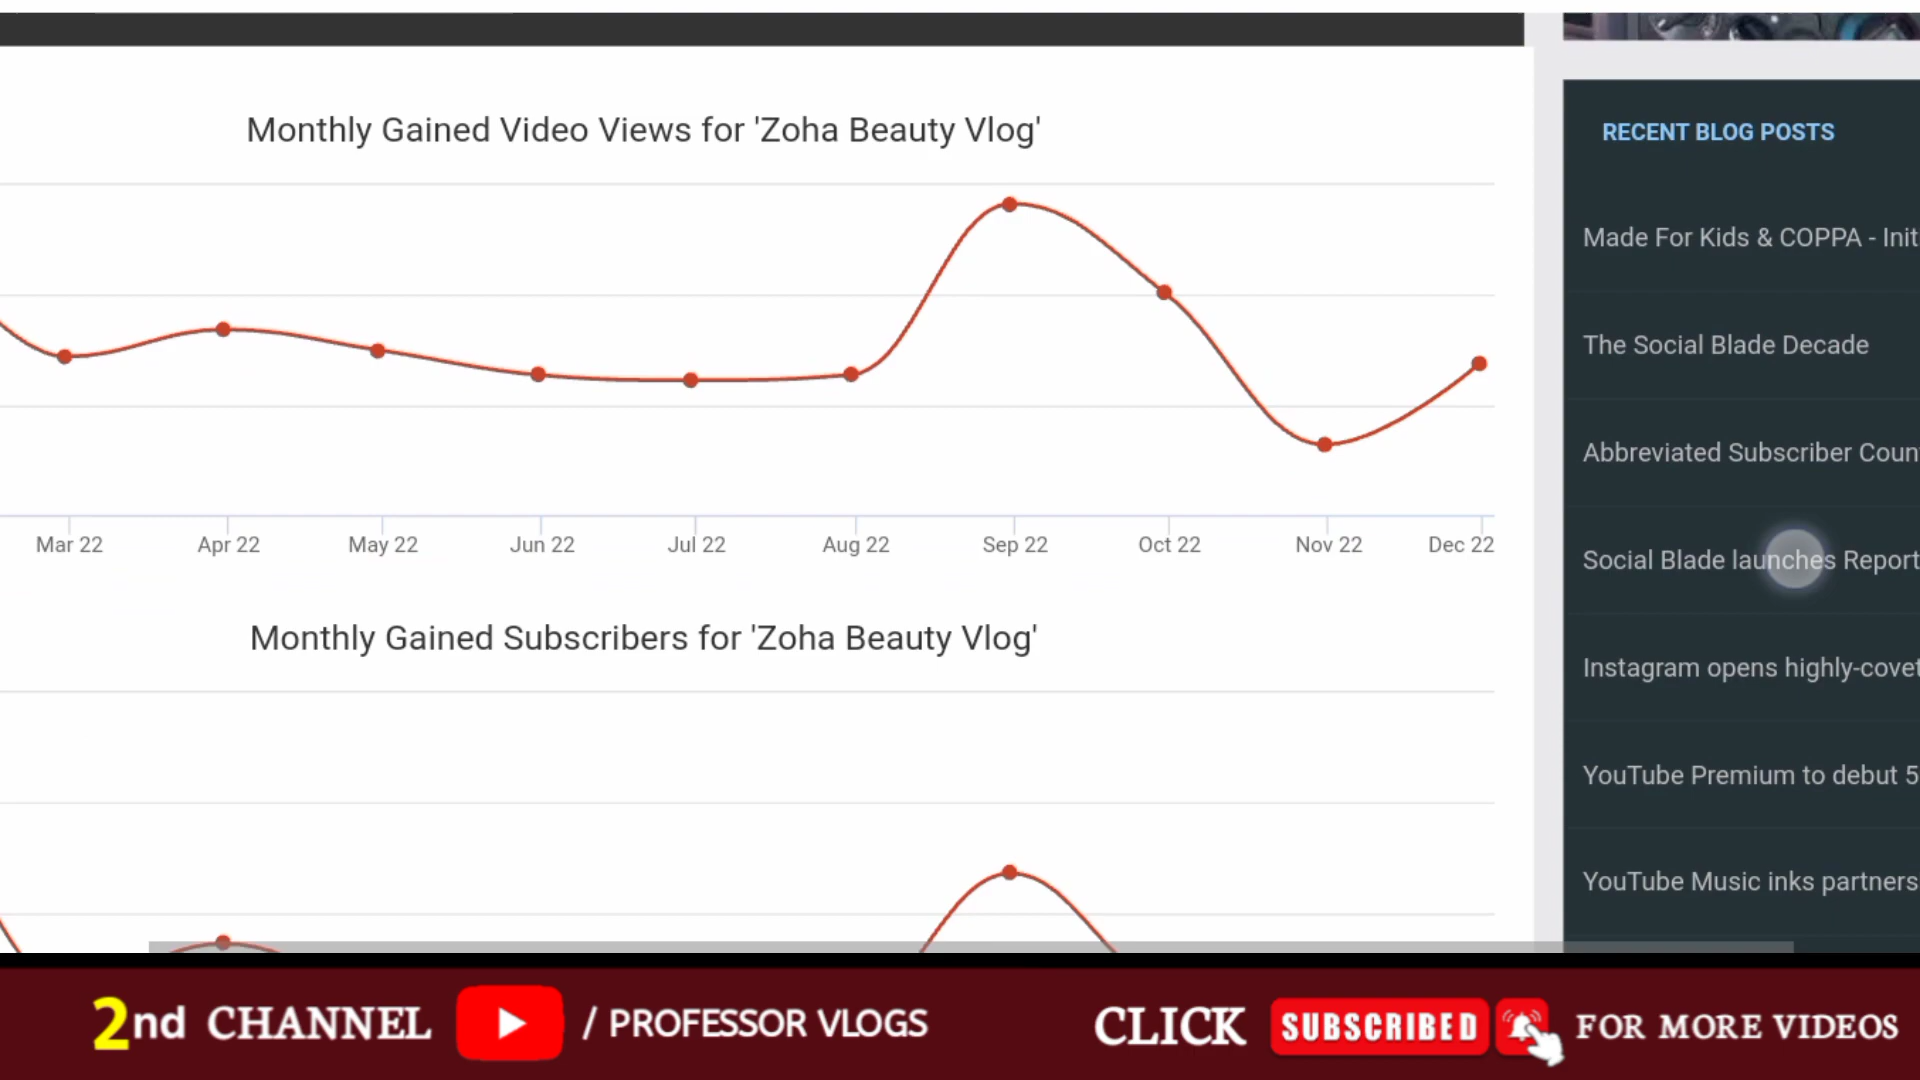 Monthly Gained Video Views for 'Zoha Beauty Vlog'
Mar 22 Apr 22 May 22 Jun 22 Jul 22 Aug 22 Sep 22 Oct 22 Nov 22 Dec 22
Monthly Gained Subscribers for 'Zoha Beauty Vlog'
RECENT BLOG POSTS
Made For Kids & COPPA - Init
The Social Blade Decade
Abbreviated Subscriber Coun
Social Blade launches Report
Instagram opens highly-covet
YouTube Premium to debut 5
YouTube Music inks partners
2nd CHANNEL / PROFESSOR VLOGS CLICK SUBSCRIBED FOR MORE VIDEOS